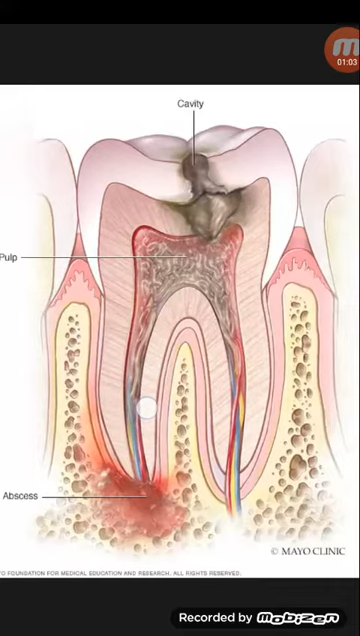 01:03
Cavity
Pulp
Abscess
© MAYO CLINIC
FOUNDATION FOR MEDICAL EDUCATION AND RESEARCH. ALL RIGHTS RESERVED.
Recorded by Mobizen